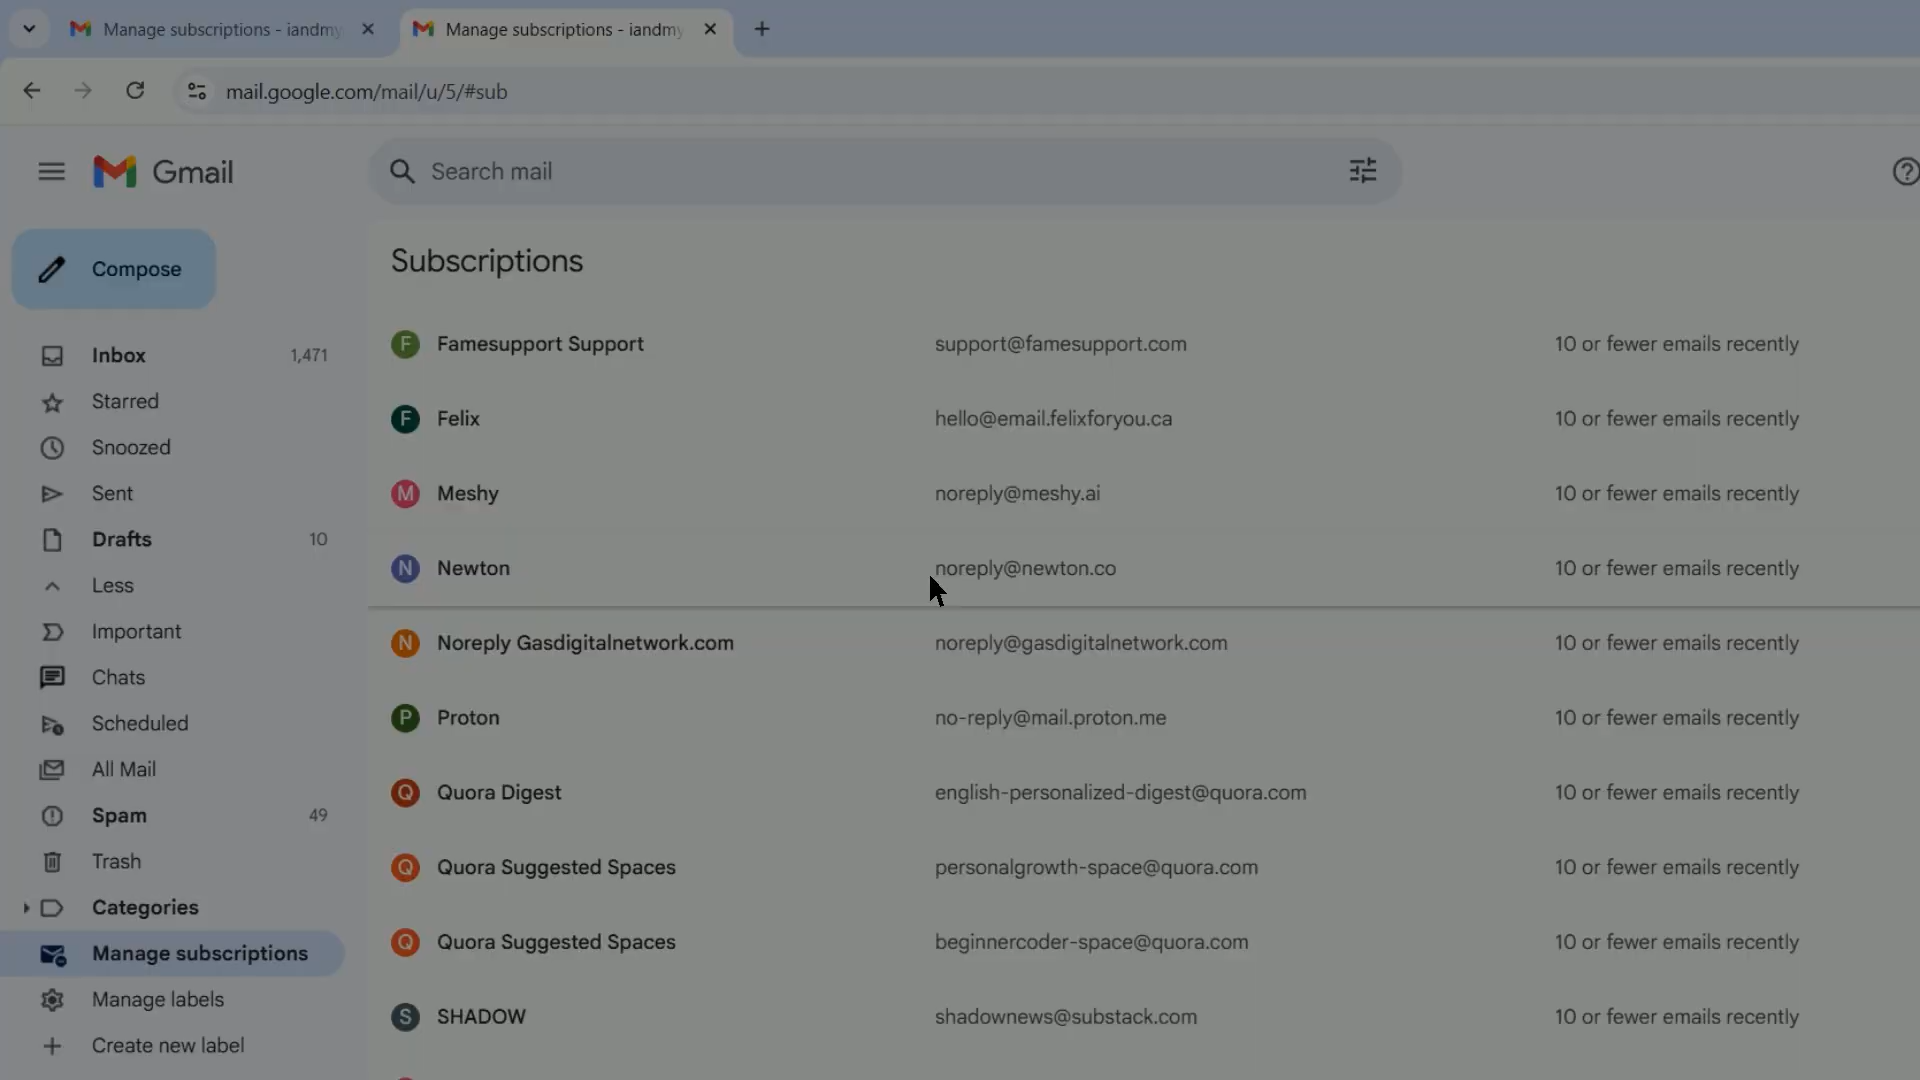 Manage subscriptions - iandmy
Manage subscriptions - iandmy
mail.google.com/mail/u/5/#sub
Gmail
Search mail
Compose
Inbox 1,471
Starred
Snoozed
Sent
Drafts 10
Less
Important
Chats
Scheduled
All Mail
Spam 49
Trash
Categories
Manage subscriptions
Manage labels
Create new label
Subscriptions
F Famesupport Support support@famesupport.com 10 or fewer emails recently
F Felix hello@email.felixforyou.ca 10 or fewer emails recently
M Meshy noreply@meshy.ai 10 or fewer emails recently
N Newton noreply@newton.co 10 or fewer emails recently
N Noreply Gasdigitalnetwork.com noreply@gasdigitalnetwork.com 10 or fewer emails recently
P Proton no-reply@mail.proton.me 10 or fewer emails recently
Q Quora Digest english-personalized-digest@quora.com 10 or fewer emails recently
Q Quora Suggested Spaces personalgrowth-space@quora.com 10 or fewer emails recently
Q Quora Suggested Spaces beginnercoder-space@quora.com 10 or fewer emails recently
S SHADOW shadownews@substack.com 10 or fewer emails recently